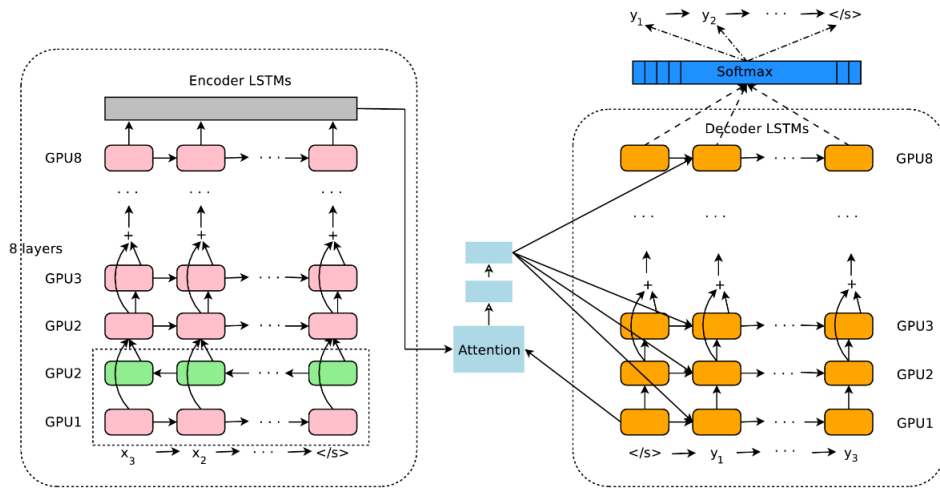 y1 y2 · · · </s>
Softmax
Encoder LSTMs
Decoder LSTMs
GPU8
GPU8
· · · · · · · · ·
· · · · · · · · ·
+ + +
8 layers
GPU3
· · ·
+ + +
GPU2
· · ·
GPU3
· · ·
Attention
GPU2
· · ·
GPU2
· · ·
GPU1
· · ·
GPU1
· · ·
x3 x2 · · · </s>
</s> y1 · · · y3